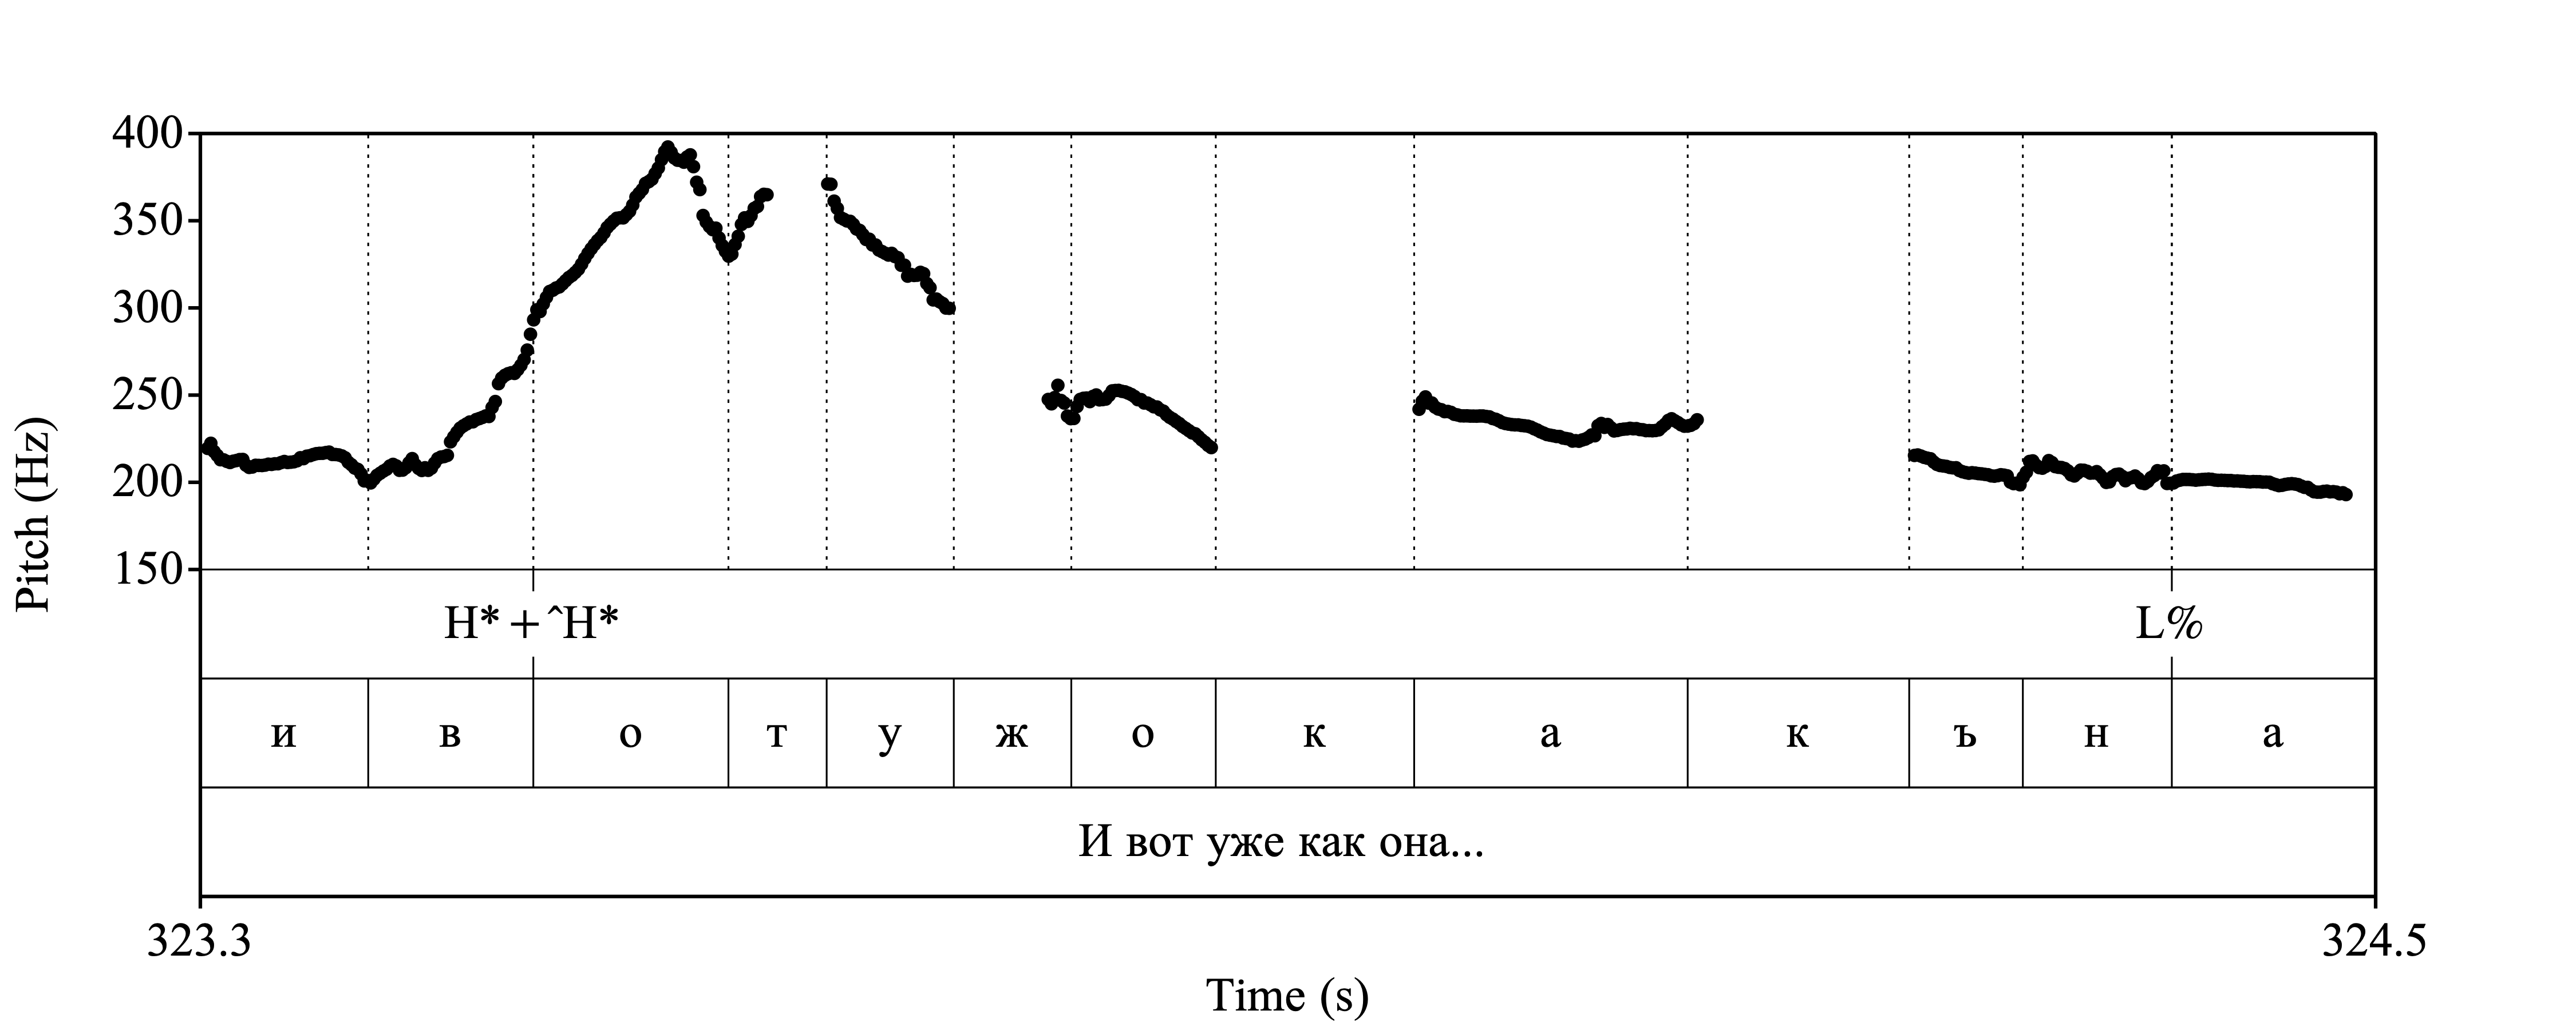 400
350
300
250
200
150
Pitch (Hz)
H* + ^H* L%
и в о т у ж о к а к ъ н а
И вот уже как она...
323.3 324.5
Time (s)